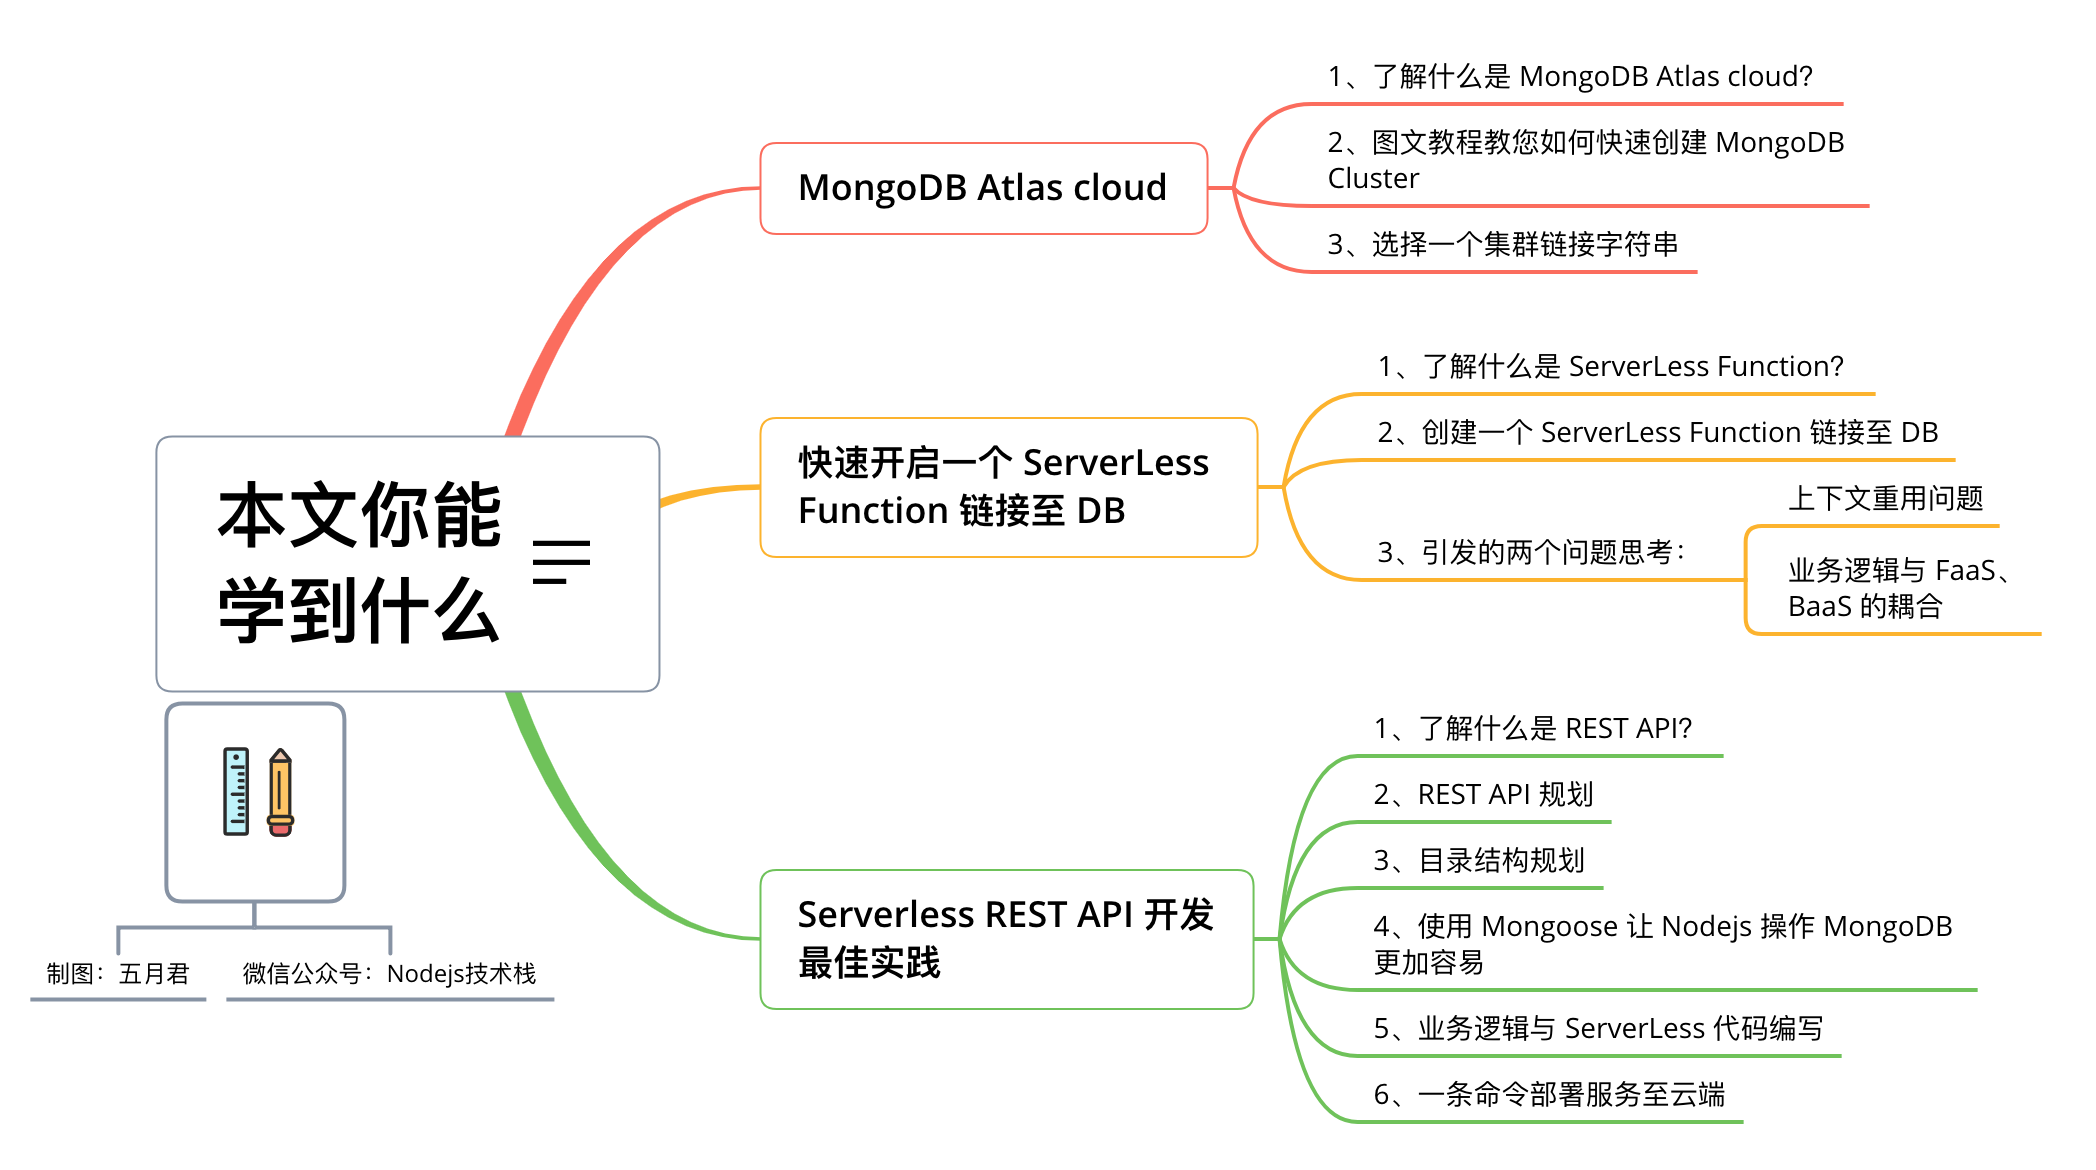 本文你能
学到什么
MongoDB Atlas cloud
1、了解什么是 MongoDB Atlas cloud？
2、图文教程教您如何快速创建 MongoDB
Cluster
3、选择一个集群链接字符串
快速开启一个 ServerLess
Function 链接至 DB
1、了解什么是 ServerLess Function？
2、创建一个 ServerLess Function 链接至 DB
3、引发的两个问题思考：
上下文重用问题
业务逻辑与 FaaS、
BaaS 的耦合
Serverless REST API 开发
最佳实践
1、了解什么是 REST API？
2、REST API 规划
3、目录结构规划
4、使用 Mongoose 让 Nodejs 操作 MongoDB
更加容易
5、业务逻辑与 ServerLess 代码编写
6、一条命令部署服务至云端
制图：五月君
微信公众号：Nodejs技术栈